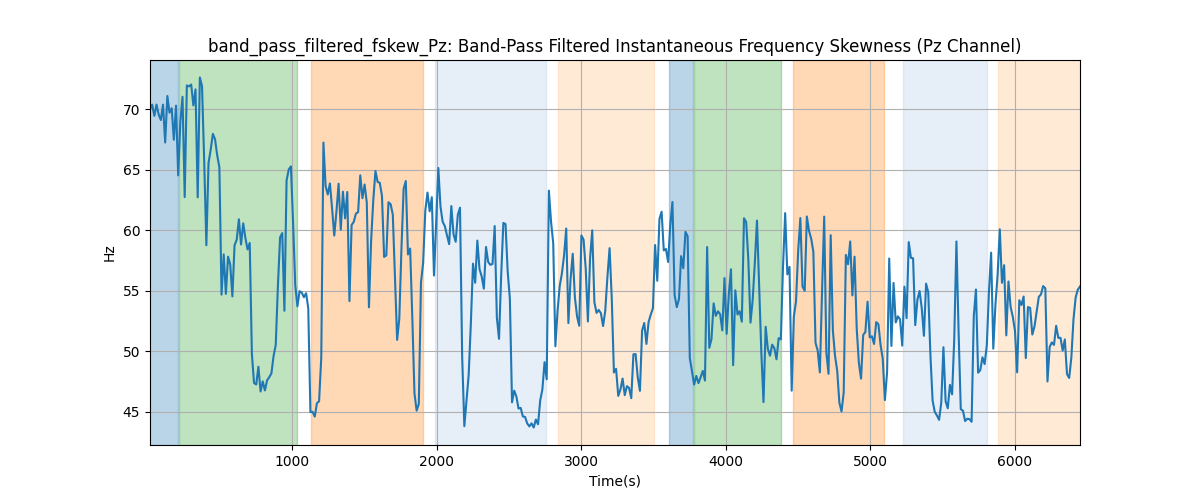 band_pass_filtered_fskew_Pz: Band-Pass Filtered Instantaneous Frequency Skewness (Pz Channel)
70
65
60
55
50
45
Hz
1000 2000 3000 4000 5000 6000
Time(s)